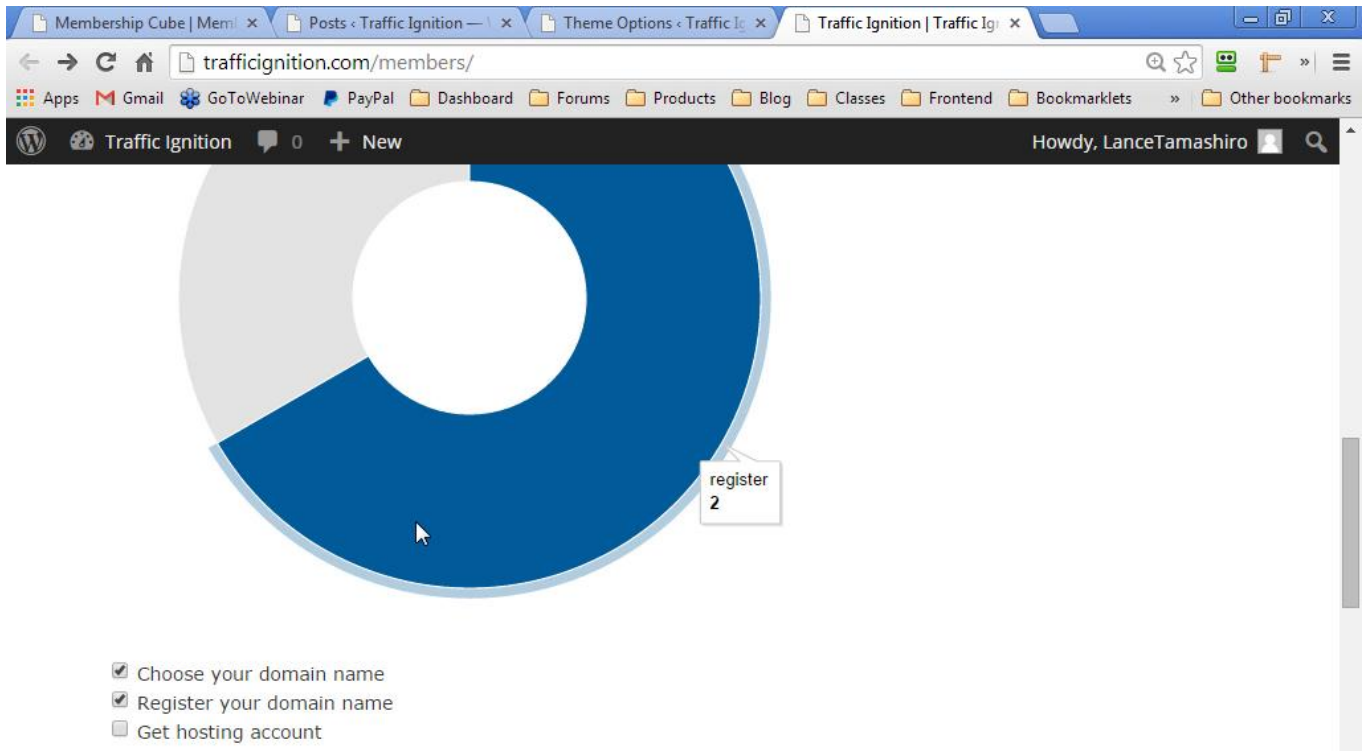 Membership Cube | Meml
Posts ‹ Traffic Ignition —
Theme Options ‹ Traffic Ig
Traffic Ignition | Traffic Ig
trafficignition.com/members/
Apps Gmail GoToWebinar PayPal Dashboard Forums Products Blog Classes Frontend Bookmarklets » Other bookmarks
Traffic Ignition 0 + New Howdy, LanceTamashiro
register
2
Choose your domain name
Register your domain name
Get hosting account